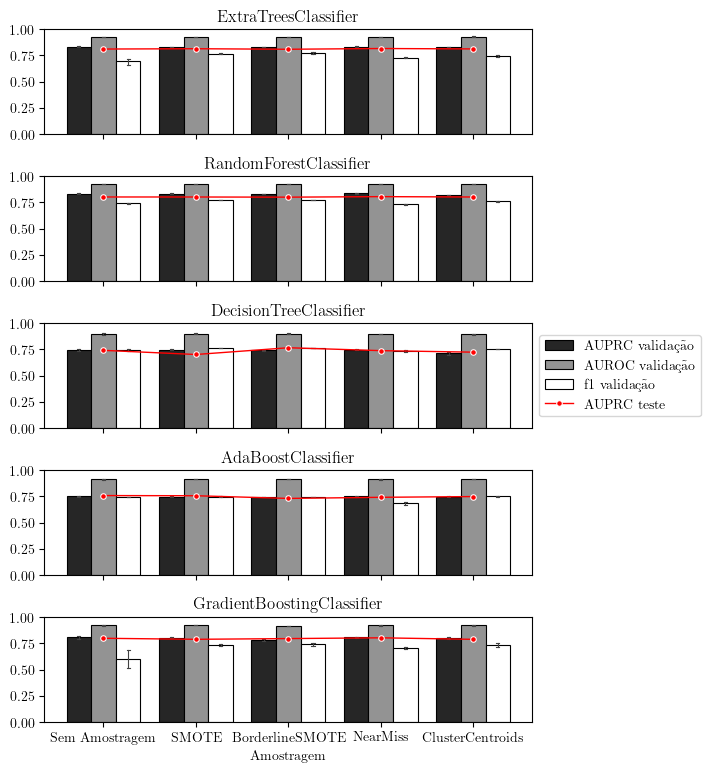 ExtraTreesClassifier
1.00
0.75
0.50
0.25
0.00
RandomForestClassifier
1.00
0.75
0.50
0.25
0.00
DecisionTreeClassifier
1.00
0.75
0.50
0.25
0.00
AUPRC validação
AUROC validação
f1 validação
AUPRC teste
AdaBoostClassifier
1.00
0.75
0.50
0.25
0.00
GradientBoostingClassifier
1.00
0.75
0.50
0.25
0.00
Sem Amostragem SMOTE BorderlineSMOTE NearMiss ClusterCentroids
Amostragem